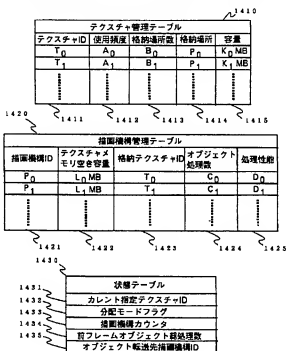 1410
テクスチャ管理テーブル
テクスチャID 使用頻度 格納場所数 格納場所 容量
T0 A0 B0 P0 K0 MB
T1 A1 B1 P1 K1 MB
1411 1412 1413 1414 1415
1420
描画機構管理テーブル
描画機構ID テクスチャメモリ空き容量 格納テクスチャID オブジェクト処理数 処理性能
P0 L0 MB T0 C0 D0
P1 L1 MB T1 C1 D1
1421 1422 1423 1424 1425
1430
状態テーブル
1431 カレント指定テクスチャID
1432 分配モードフラグ
1433 描画機構カウンタ
1434 前フレームオブジェクト総処理数
1435 オブジェクト転送先描画機構ID